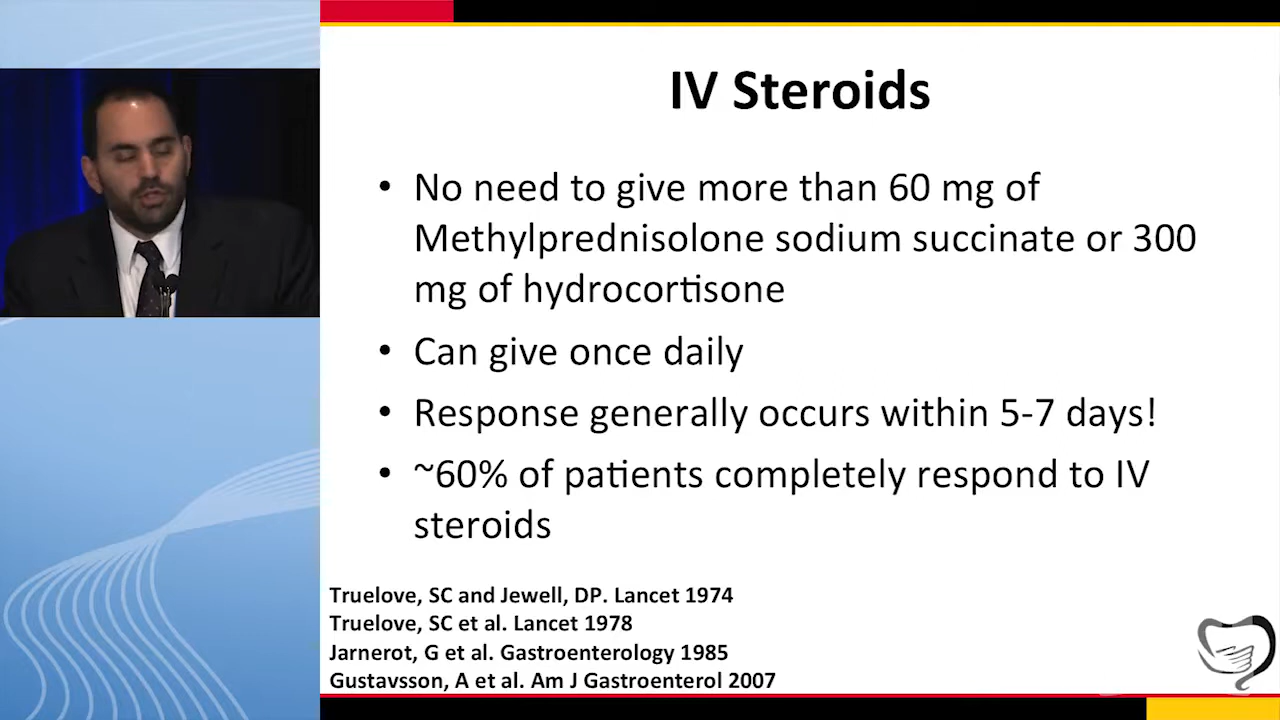 IV Steroids
• No need to give more than 60 mg of
Methylprednisolone sodium succinate or 300
mg of hydrocortisone
• Can give once daily
• Response generally occurs within 5-7 days!
• ~60% of patients completely respond to IV
steroids
Truelove, SC and Jewell, DP. Lancet 1974
Truelove, SC et al. Lancet 1978
Jarnerot, G et al. Gastroenterology 1985
Gustavsson, A et al. Am J Gastroenterol 2007